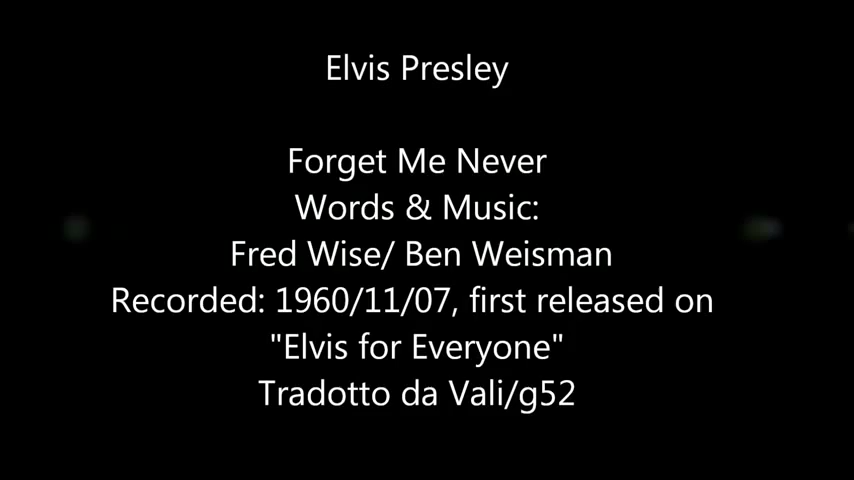 Elvis Presley
Forget Me Never
Words & Music:
Fred Wise/ Ben Weisman
Recorded: 1960/11/07, first released on
"Elvis for Everyone"
Tradotto da Vali/g52